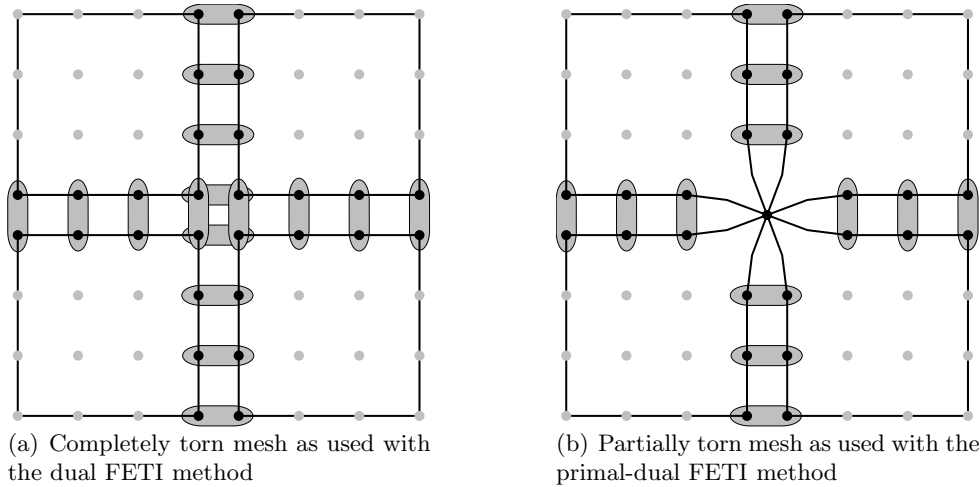 (a) Completely torn mesh as used with
the dual FETI method
(b) Partially torn mesh as used with the
primal-dual FETI method